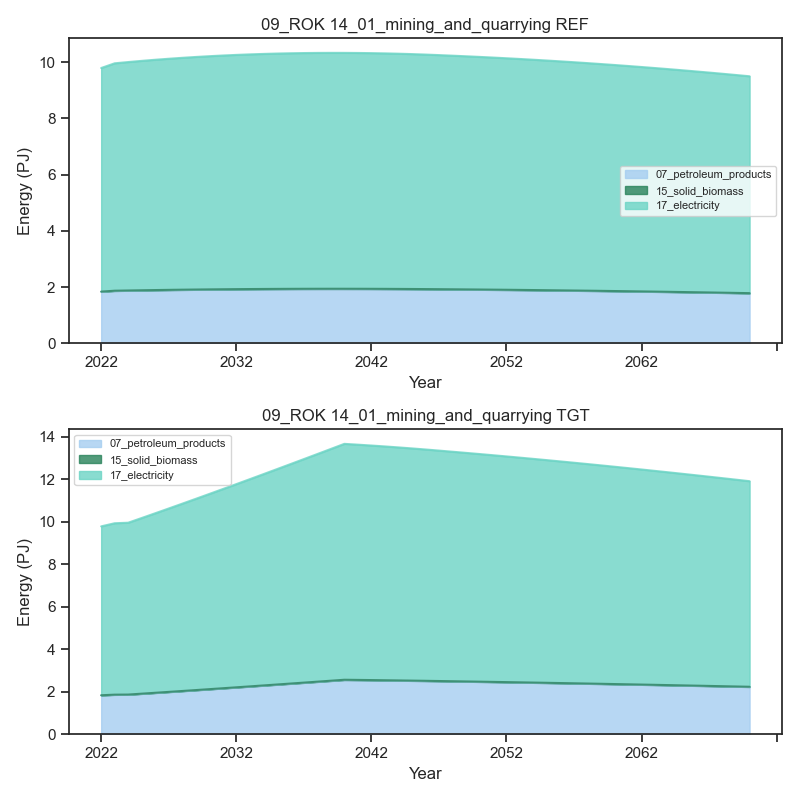 09_ROK 14_01_mining_and_quarrying REF
10
8
6
4
2
0
Energy (PJ)
07_petroleum_products
15_solid_biomass
17_electricity
2022 2032 2042 2052 2062
Year
09_ROK 14_01_mining_and_quarrying TGT
14
12
10
8
6
4
2
0
Energy (PJ)
07_petroleum_products
15_solid_biomass
17_electricity
2022 2032 2042 2052 2062
Year